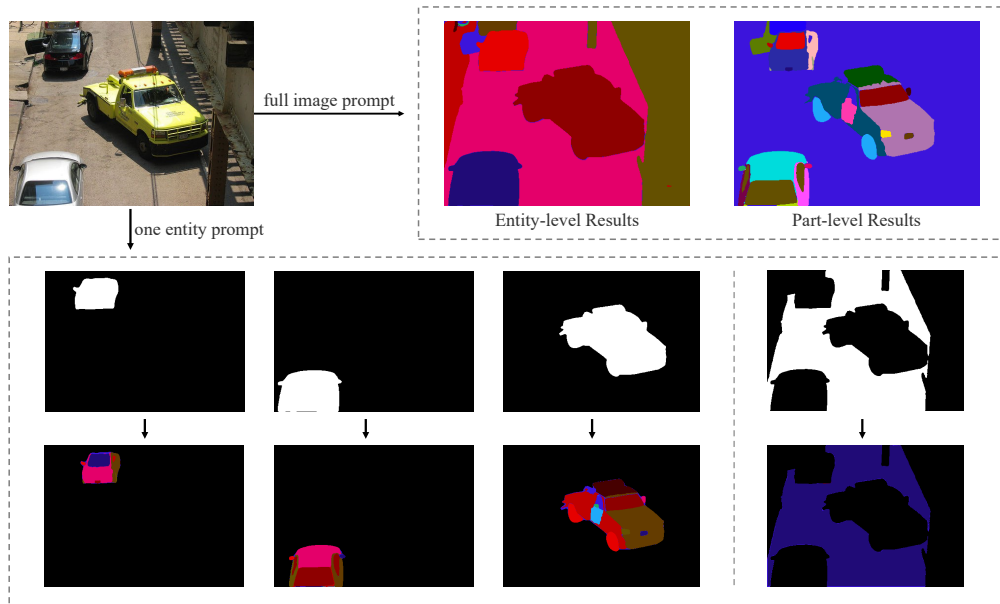 full image prompt
Entity-level Results
Part-level Results
one entity prompt